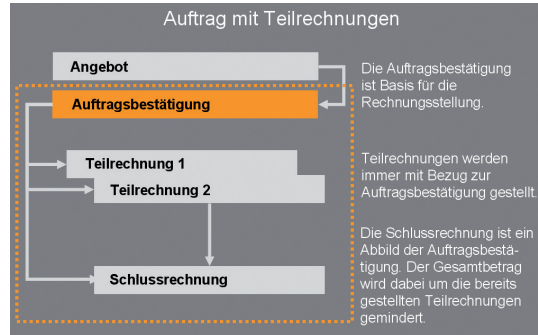 Auftrag mit Teilrechnungen
Angebot
Die Auftragsbestätigung
ist Basis für die
Rechnungsstellung.
Auftragsbestätigung
Teilrechnung 1
Teilrechnung 2
Teilrechnungen werden
immer mit Bezug zur
Auftragsbestätigung gestellt.
Schlussrechnung
Die Schlussrechnung ist ein
Abbild der Auftragsbestä-
tigung. Der Gesamtbetrag
wird dabei um die bereits
gestellten Teilrechnungen
gemindert.